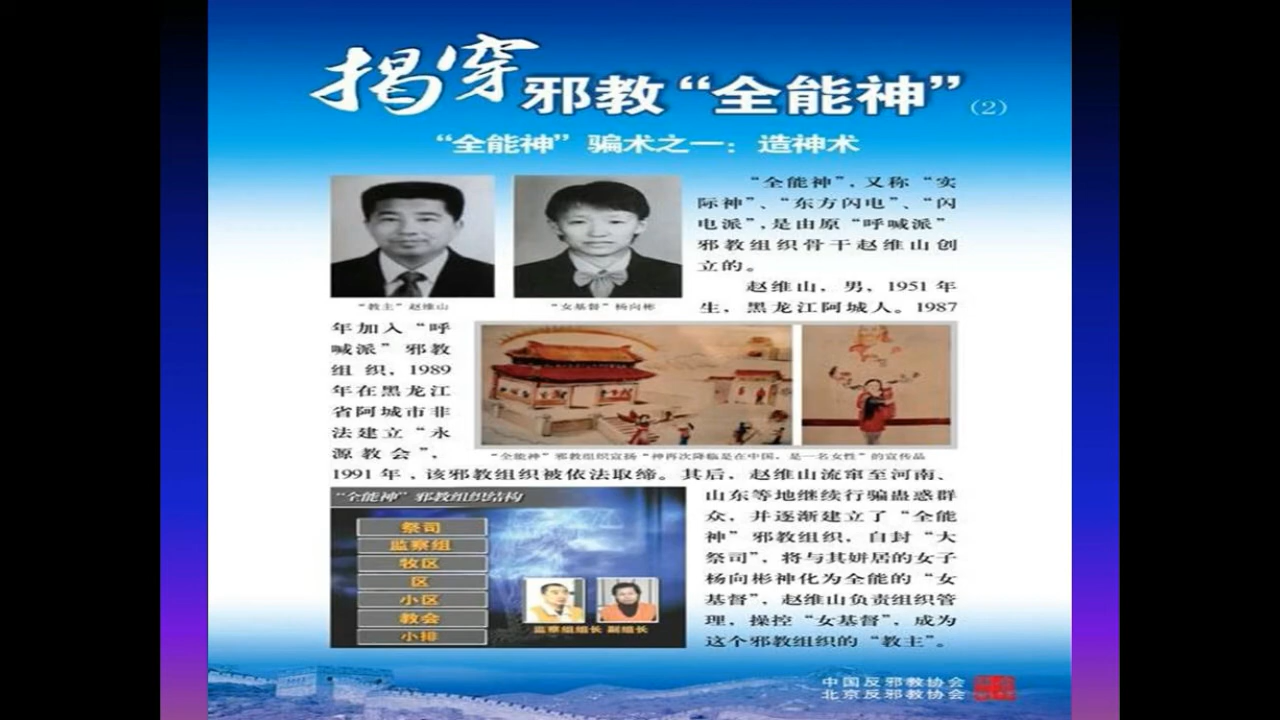 揭穿邪教“全能神”(2)
“全能神”骗术之一：造神术
“全能神”，又称“实
际神”、“东方闪电”、“闪
电派”，是由原“呼喊派”
邪教组织骨干赵维山创
立的。
赵维山，男，1951年
生，黑龙江阿城人。1987
“教主”赵维山
“女基督”杨向彬
年加入“呼
喊派”邪教
组织，1989
年在黑龙江
省阿城市非
法建立“永
源教会”，
“全能神”邪教组织宣扬“神再次降临是在中国，是一名女性”的宣传品
1991年，该邪教组织被依法取缔。其后，赵维山流窜至河南、
山东等地继续行骗蛊惑群
众，并逐渐建立了“全能
神”邪教组织，自封“大
祭司”，将与其姘居的女子
杨向彬神化为全能的“女
基督”，赵维山负责组织管
理，操控“女基督”，成为
这个邪教组织的“教主”。
“全能神”邪教组织结构
祭司
监察组
牧区
区
小区
教会
小排
监察组组长 副组长
中国反邪教协会
北京反邪教协会